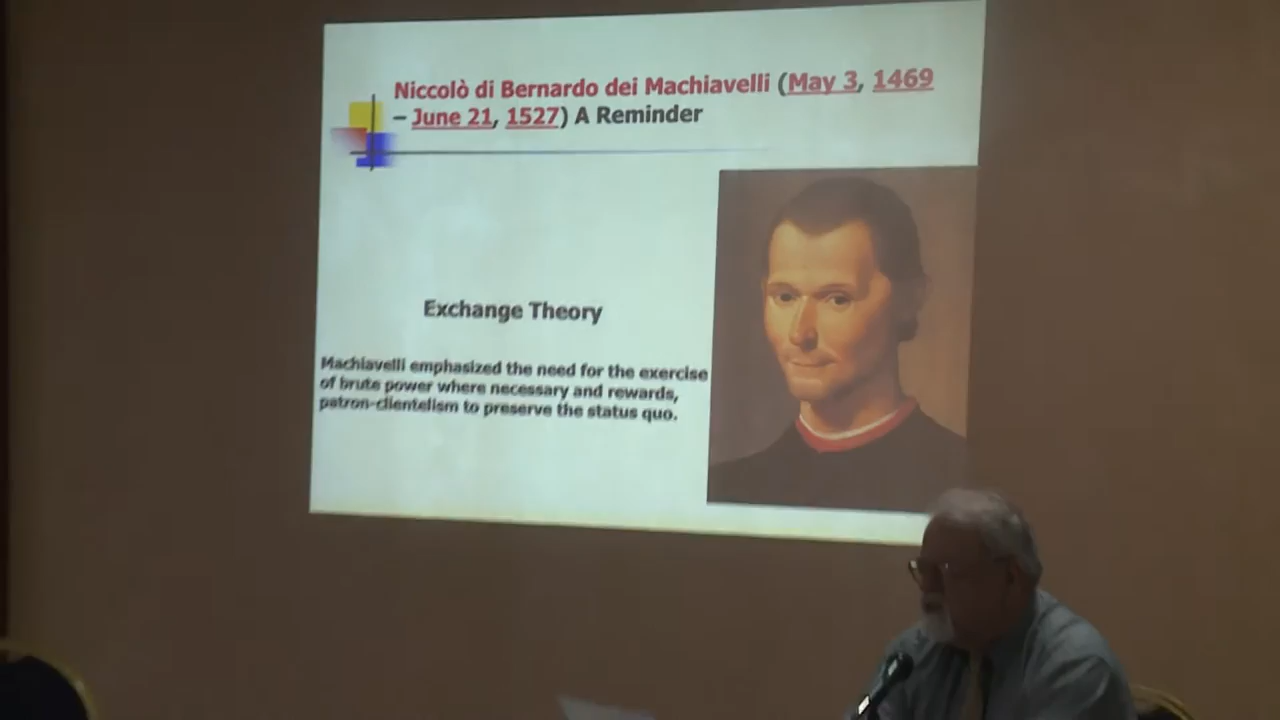 Niccolò di Bernardo dei Machiavelli (May 3, 1469
– June 21, 1527) A Reminder
Exchange Theory
Machiavelli emphasized the need for the exercise
of brute power where necessary and rewards,
patron-clientelism to preserve the status quo.